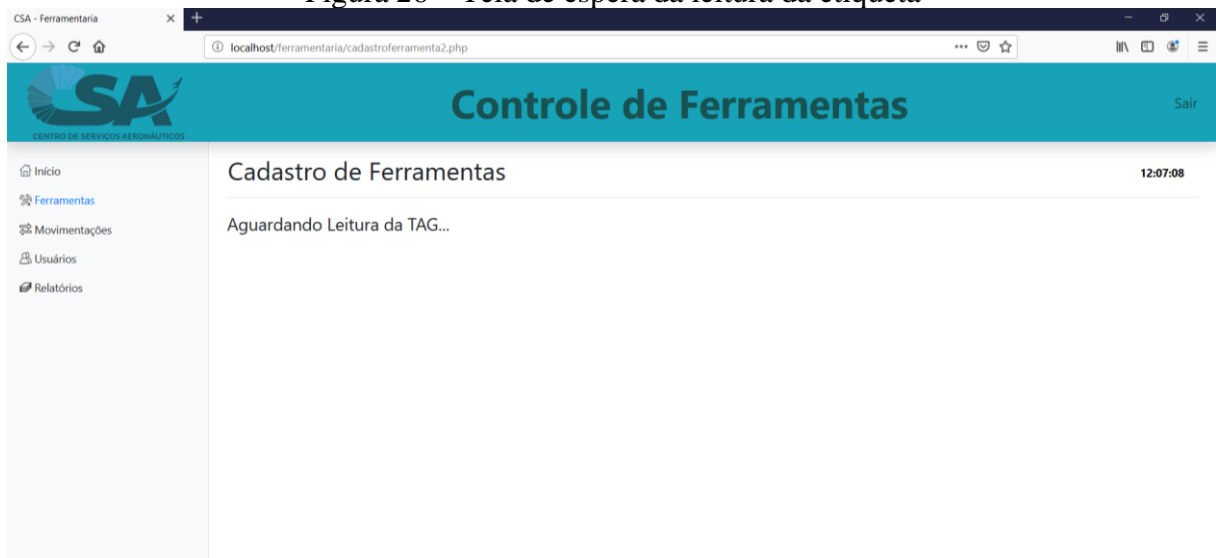 Figura 26 – Tela de espera da leitura da etiqueta
CSA - Ferramentaria
localhost/ferramentaria/cadastroferramenta2.php
CSA
CENTRO DE SERVIÇOS AERONÁUTICOS
Controle de Ferramentas
Sair
Início
Ferramentas
Movimentações
Usuários
Relatórios
Cadastro de Ferramentas
12:07:08
Aguardando Leitura da TAG...